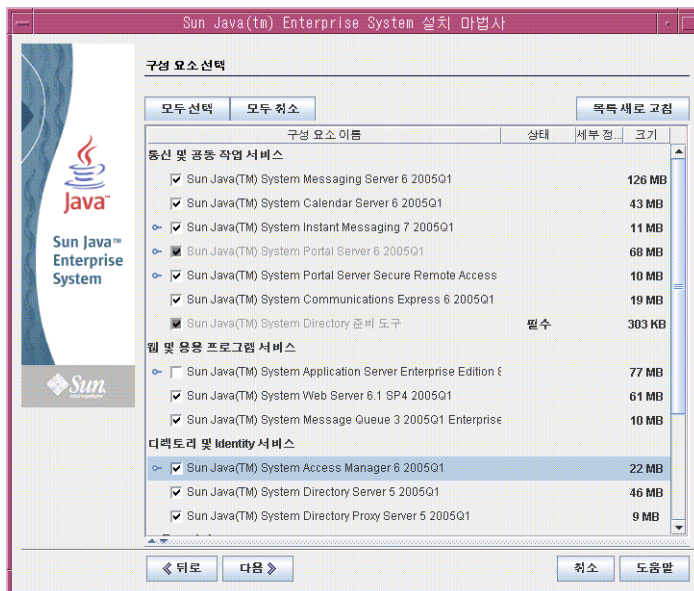 Sun Java(tm) Enterprise System 설치 마법사
구성 요소 선택
모두 선택 모두 취소 목록 새로 고침
구성 요소 이름 상태 세부 정... 크기
통신 및 공동 작업 서비스
Sun Java(TM) System Messaging Server 6 2005Q1 126 MB
Sun Java(TM) System Calendar Server 6 2005Q1 43 MB
Sun Java(TM) System Instant Messaging 7 2005Q1 11 MB
Sun Java(TM) System Portal Server 6 2005Q1 68 MB
Sun Java(TM) System Portal Server Secure Remote Access 10 MB
Sun Java(TM) System Communications Express 6 2005Q1 19 MB
Sun Java(TM) System Directory 준비 도구 필수 303 KB
웹 및 응용 프로그램 서비스
Sun Java(TM) System Application Server Enterprise Edition 8 77 MB
Sun Java(TM) System Web Server 6.1 SP4 2005Q1 61 MB
Sun Java(TM) System Message Queue 3 2005Q1 Enterprise 10 MB
디렉토리 및 Identity 서비스
Sun Java(TM) System Access Manager 6 2005Q1 22 MB
Sun Java(TM) System Directory Server 5 2005Q1 46 MB
Sun Java(TM) System Directory Proxy Server 5 2005Q1 9 MB
Java™
Sun Java™
Enterprise
System
Sun
microsystems
뒤로 다음 취소 도움말